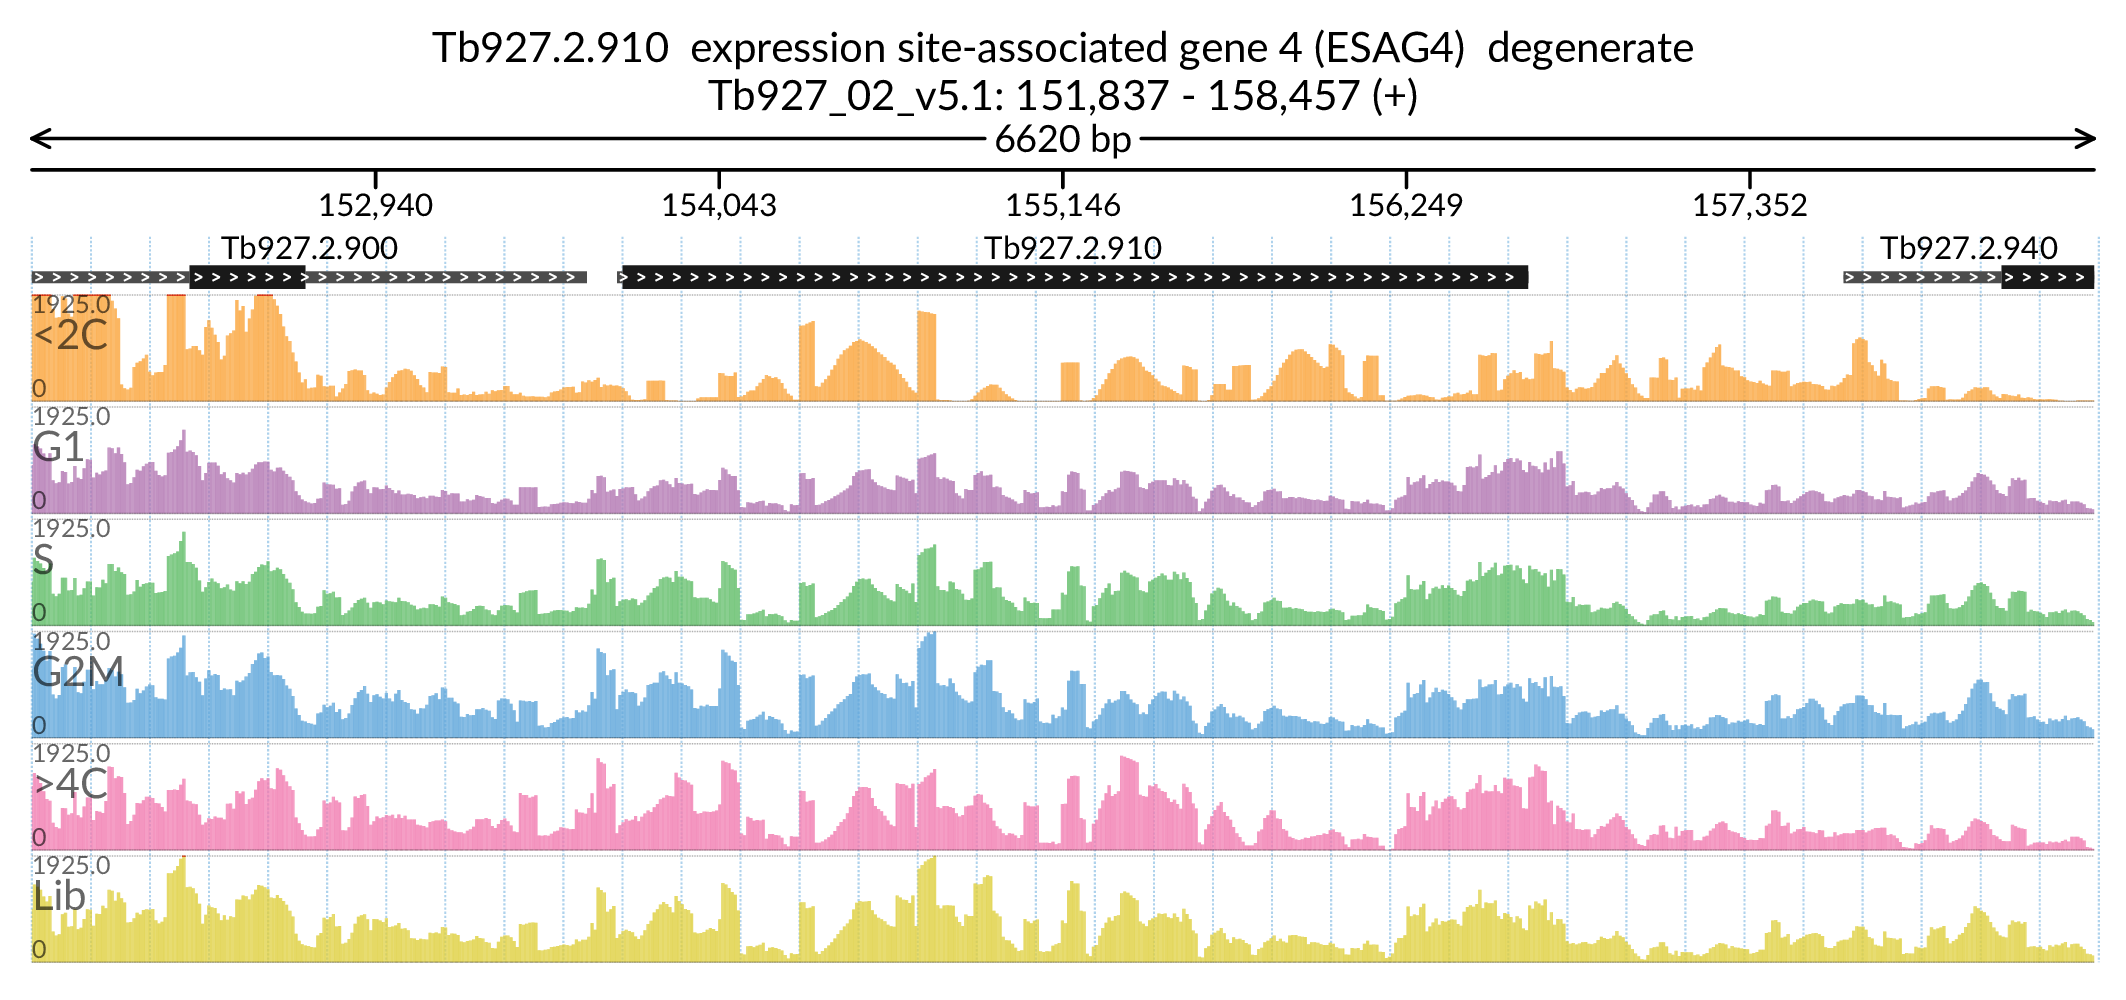 Tb927.2.910  expression site-associated gene 4 (ESAG4)  degenerate
Tb927_02_v5.1: 151,837 - 158,457 (+)
6620 bp
152,940 154,043 155,146 156,249 157,352
Tb927.2.900 Tb927.2.910 Tb927.2.940
1925.0
<2C
0
1925.0
G1
0
1925.0
S
0
1925.0
G2M
0
1925.0
>4C
0
1925.0
Lib
0